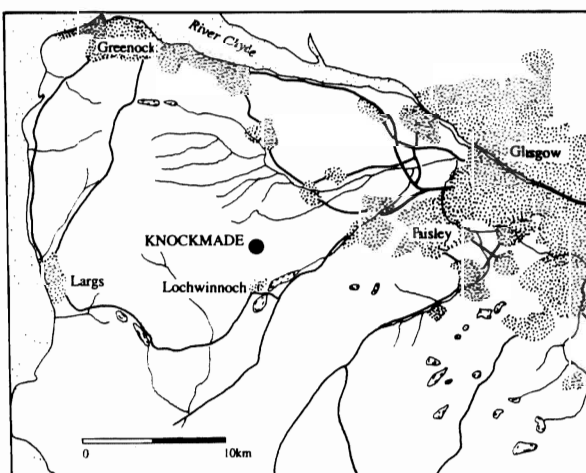 River Clyde
Greenock
Glasgow
Paisley
KNOCKMADE
Largs
Lochwinnoch
0 10km